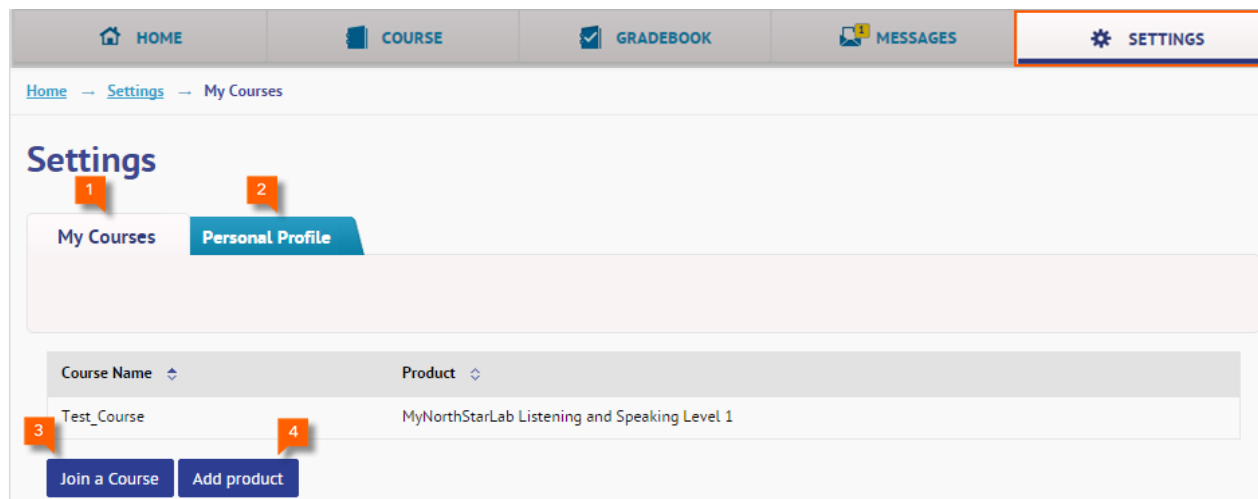 HOME COURSE GRADEBOOK 1 MESSAGES SETTINGS
Home → Settings → My Courses
Settings
1 2
My Courses Personal Profile
Course Name Product
Test_Course MyNorthStarLab Listening and Speaking Level 1
3 4
Join a Course Add product